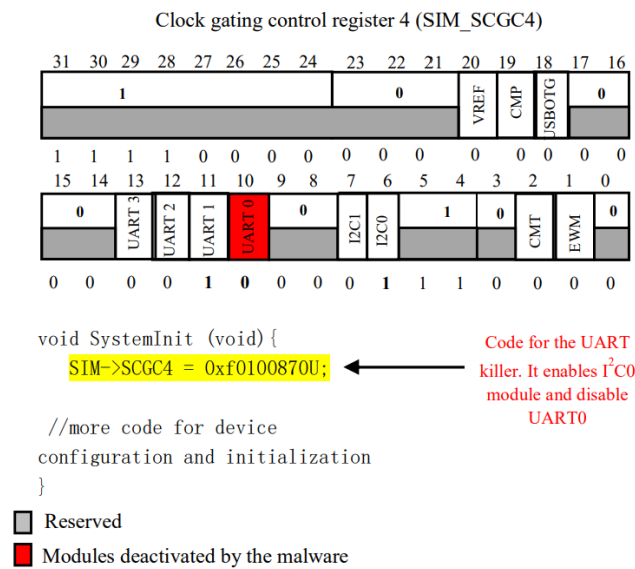 Clock gating control register 4 (SIM_SCGC4)
31 30 29 28 27 26 25 24 23 22 21 20 19 18 17 16
1 0 VREF CMP USBOTG 0
1 1 1 1 0 0 0 0 0 0 0 0 0 0 0 0
15 14 13 12 11 10 9 8 7 6 5 4 3 2 1 0
0 UART 3 UART 2 UART 1 UART 0 0 I2C1 I2C0 1 0 CMT EWM 0
0 0 0 0 1 0 0 0 0 1 1 1 0 0 0 0
void SystemInit (void){
SIM->SCGC4 = 0xf0100870U;
Code for the UART
killer. It enables I²C0
module and disable
UART0
//more code for device
configuration and initialization
}
Reserved
Modules deactivated by the malware